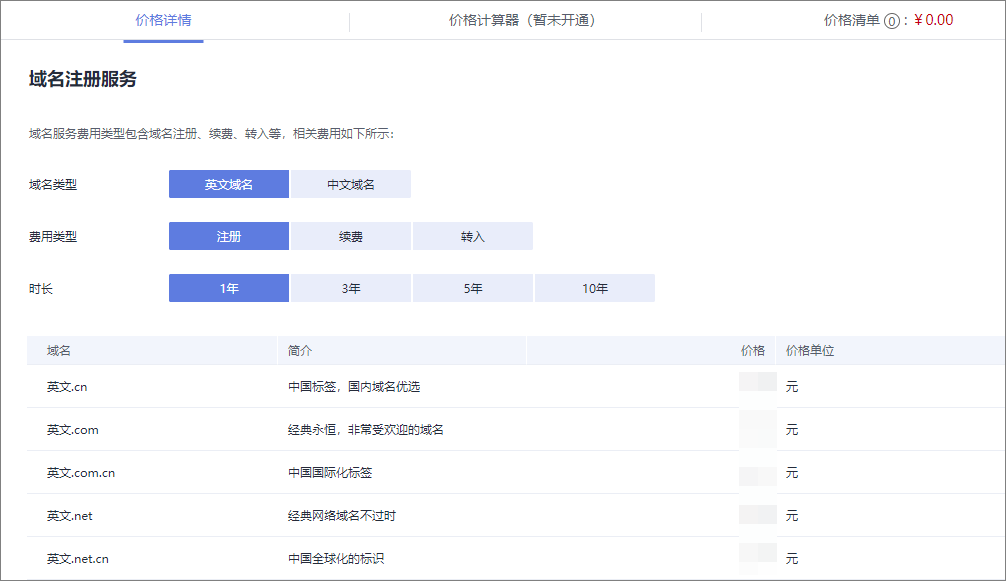 价格详情 价格计算器（暂未开通） 价格清单 0 : ¥ 0.00
域名注册服务
域名服务费用类型包含域名注册、续费、转入等，相关费用如下所示：
域名类型 英文域名 中文域名
费用类型 注册 续费 转入
时长 1年 3年 5年 10年
域名 简介 价格 价格单位
英文.cn 中国标签，国内域名优选 元
英文.com 经典永恒，非常受欢迎的域名 元
英文.com.cn 中国国际化标签 元
英文.net 经典网络域名不过时 元
英文.net.cn 中国全球化的标识 元